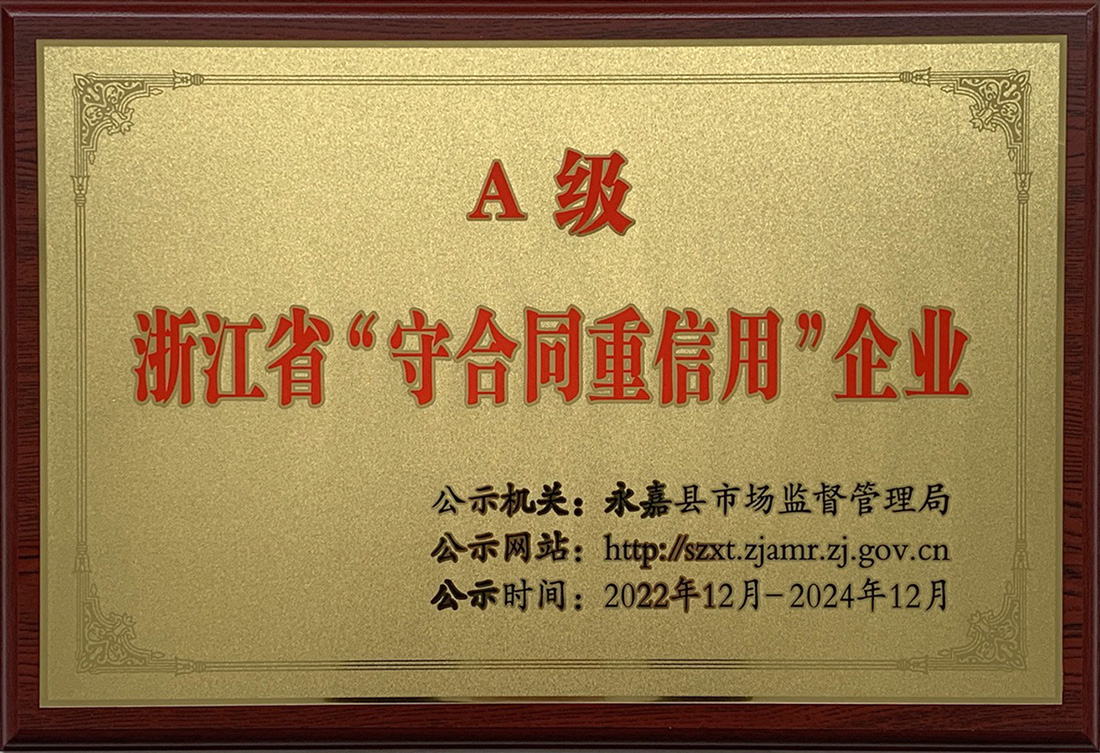 A 级
浙江省“守合同重信用”企业
公示机关：永嘉县市场监督管理局
公示网站：http://szxt.zjamr.zj.gov.cn
公示时间：2022年12月-2024年12月